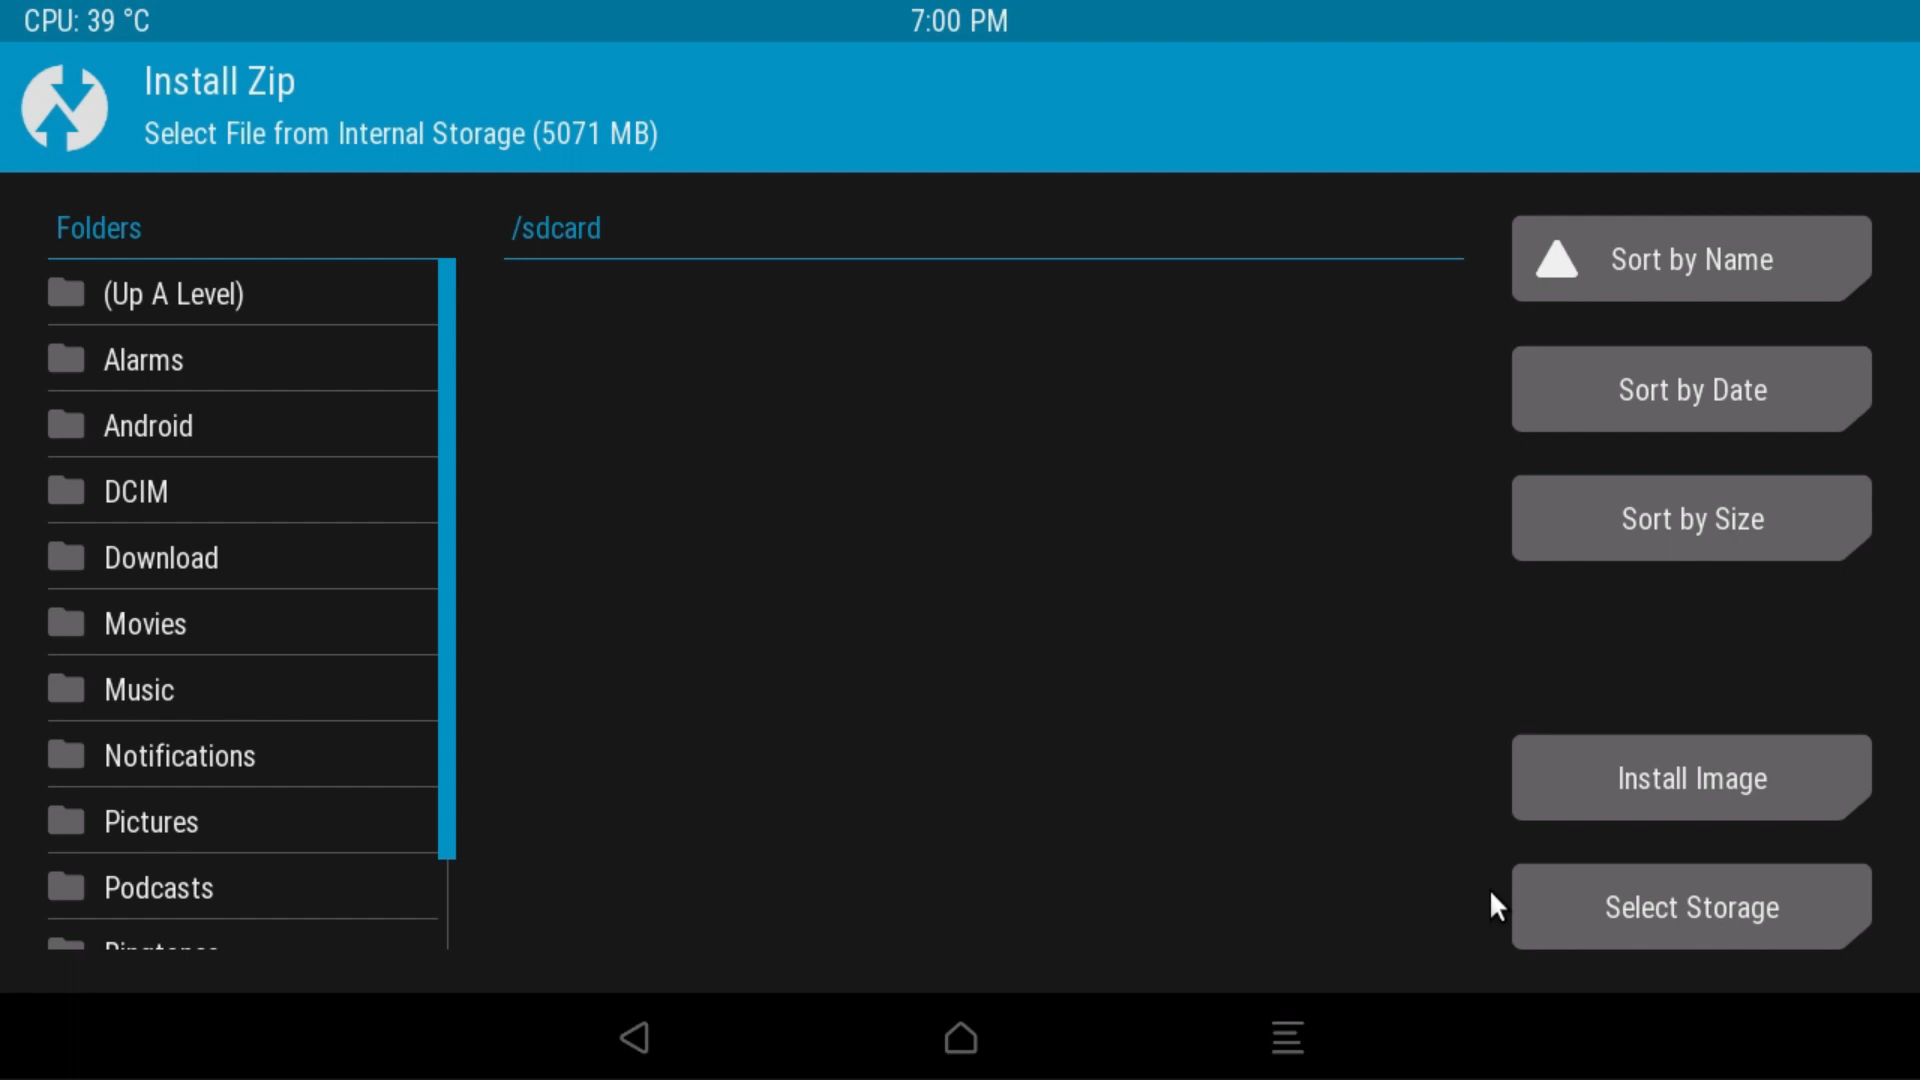 CPU: 39 °C
7:00 PM
Install Zip
Select File from Internal Storage (5071 MB)
Folders
(Up A Level)
Alarms
Android
DCIM
Download
Movies
Music
Notifications
Pictures
Podcasts
Ringtones
/sdcard
Sort by Name
Sort by Date
Sort by Size
Install Image
Select Storage